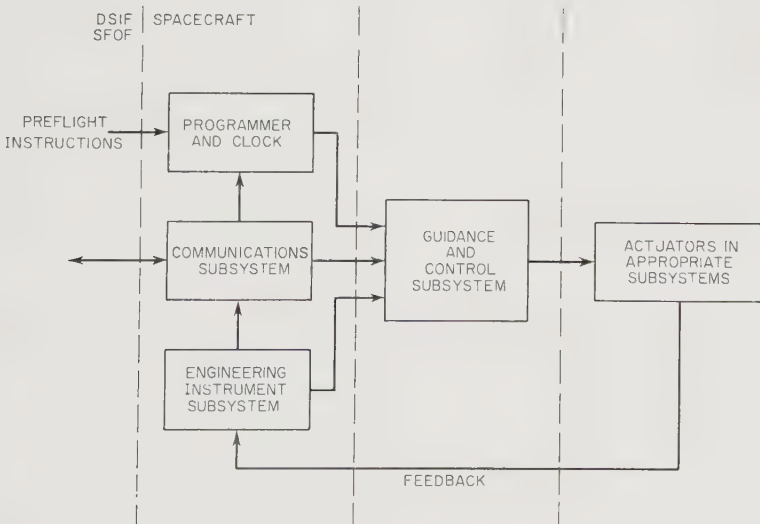 DSIF
SFOF
SPACECRAFT
PREFLIGHT
INSTRUCTIONS
PROGRAMMER
AND CLOCK
COMMUNICATIONS
SUBSYSTEM
ENGINEERING
INSTRUMENT
SUBSYSTEM
GUIDANCE
AND
CONTROL
SUBSYSTEM
ACTUATORS IN
APPROPRIATE
SUBSYSTEMS
FEEDBACK